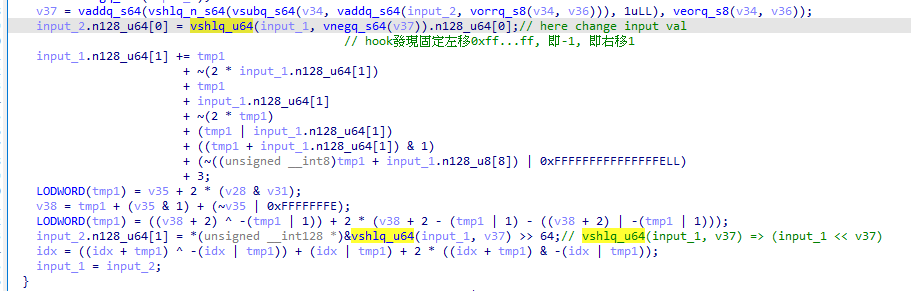 v37 = vaddq_s64(vshlq_n_s64(vsubq_s64(v34, vaddq_s64(input_2, vorrq_s8(v34, v36))), 1uLL), veorq_s8(v34, v36));
input_2.n128_u64[0] = vshlq_u64(input_1, vnegq_s64(v37)).n128_u64[0];// here change input val
// hook發現固定左移0xff...ff, 即-1, 即右移1
input_1.n128_u64[1] += tmp1
+ ~(2 * input_1.n128_u64[1])
+ tmp1
+ input_1.n128_u64[1]
+ ~(2 * tmp1)
+ (tmp1 | input_1.n128_u64[1])
+ ((tmp1 + input_1.n128_u64[1]) & 1)
+ (~((unsigned __int8)tmp1 + input_1.n128_u8[8]) | 0xFFFFFFFFFFFFFFFELL)
+ 3;
LODWORD(tmp1) = v35 + 2 * (v28 & v31);
v38 = tmp1 + (v35 & 1) + (~v35 | 0xFFFFFFFE);
LODWORD(tmp1) = ((v38 + 2) ^ -(tmp1 | 1)) + 2 * (v38 + 2 - (tmp1 | 1) - ((v38 + 2) | -(tmp1 | 1)));
input_2.n128_u64[1] = *(unsigned __int128 *)&vshlq_u64(input_1, v37) >> 64;// vshlq_u64(input_1, v37) => (input_1 << v37)
idx = ((idx + tmp1) ^ -(idx | tmp1)) + (idx | tmp1) + 2 * ((idx + tmp1) & -(idx | tmp1));
input_1 = input_2;
}